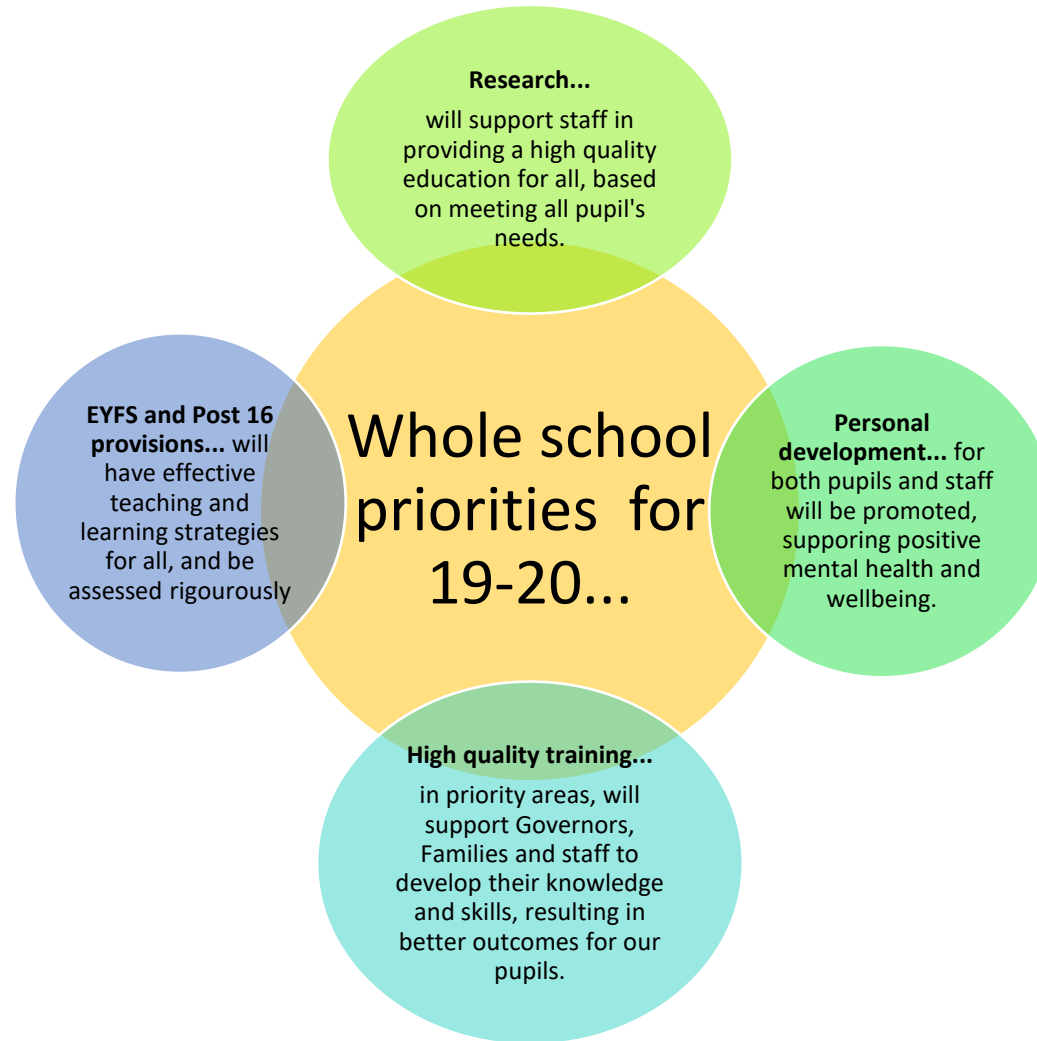 Research...
will support staff in
providing a high quality
education for all, based
on meeting all pupil's
needs.
EYFS and Post 16
provisions... will
have effective
teaching and
learning strategies
for all, and be
assessed rigourously
Whole school
priorities for
19-20...
Personal
development... for
both pupils and staff
will be promoted,
supporing positive
mental health and
wellbeing.
High quality training...
in priority areas, will
support Governors,
Families and staff to
develop their knowledge
and skills, resulting in
better outcomes for our
pupils.